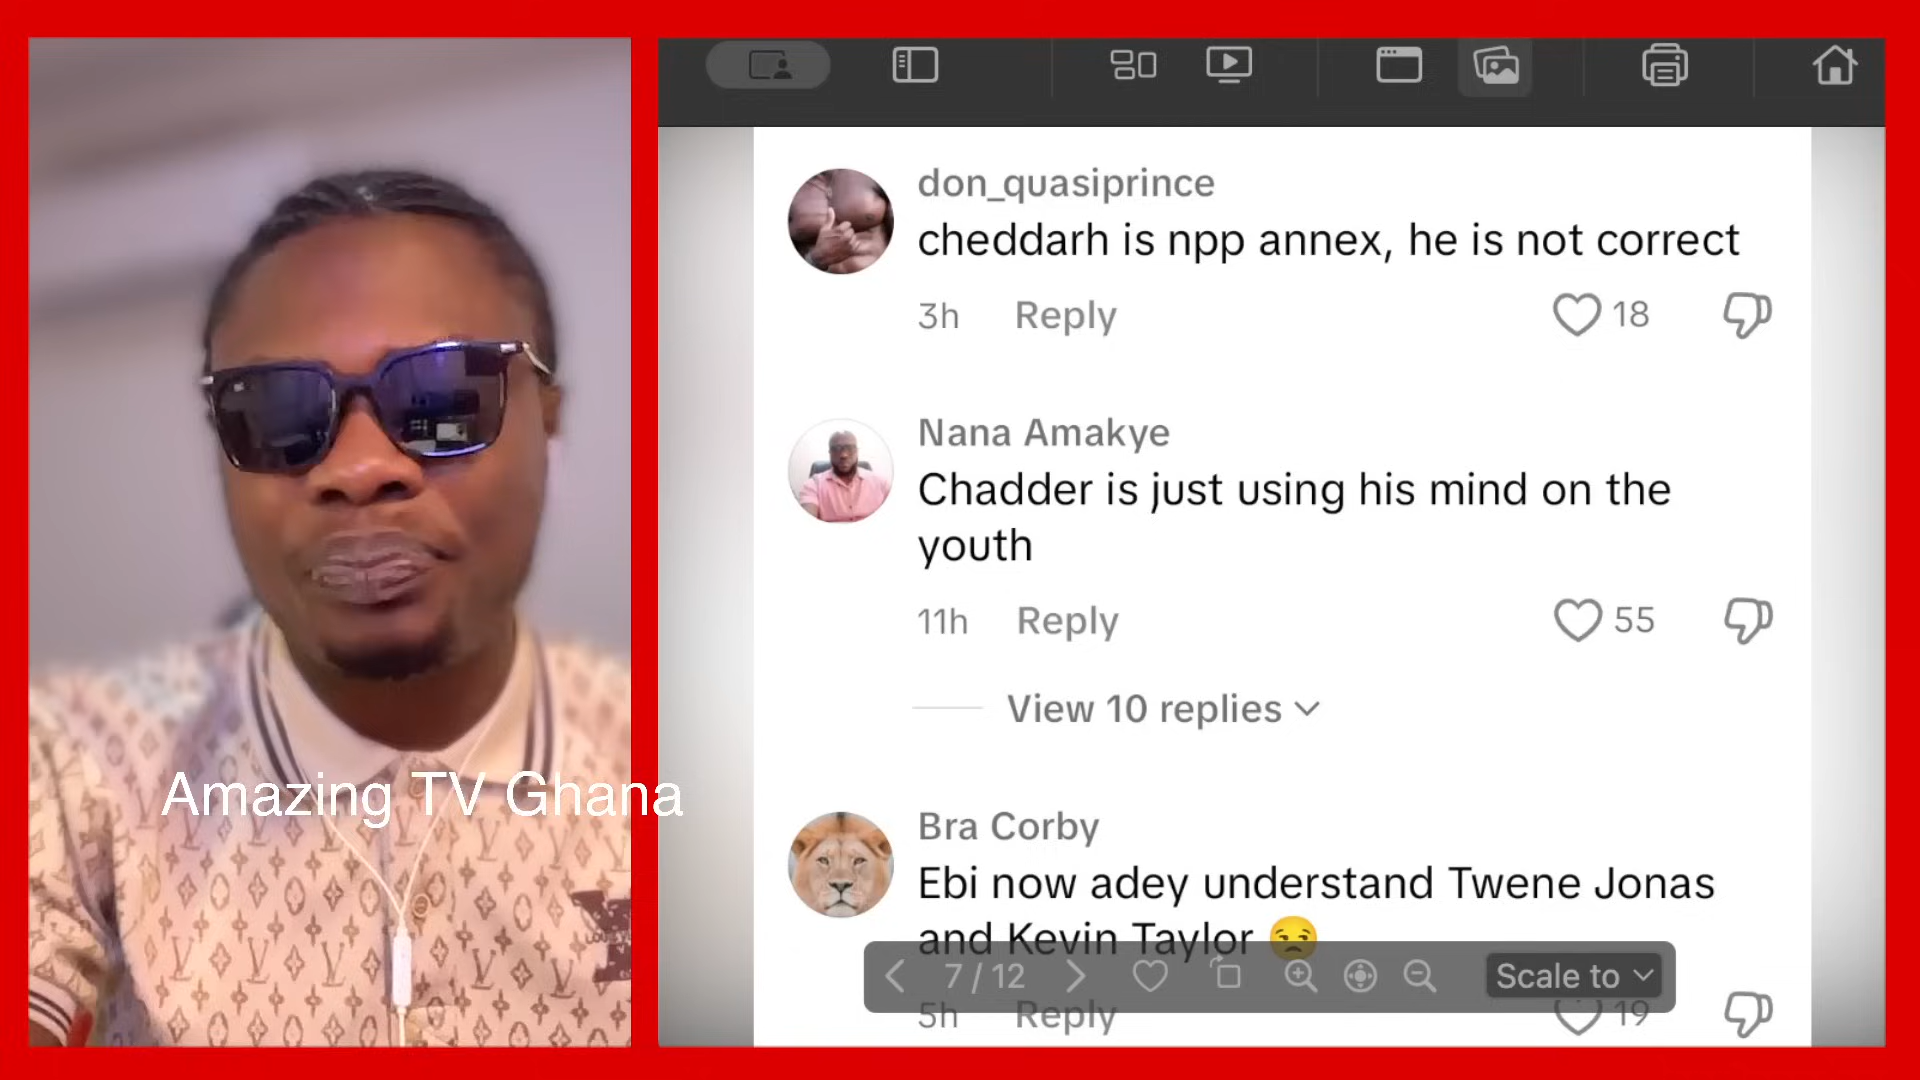 don_quasiprince
cheddarh is npp annex, he is not correct
3h Reply 18
Nana Amakye
Chadder is just using his mind on the
youth
11h Reply 55
View 10 replies
Amazing TV Ghana
Bra Corby
Ebi now adey understand Twene Jonas
and Kevin Taylor 😒
7 / 12 Scale to
5h Reply 19